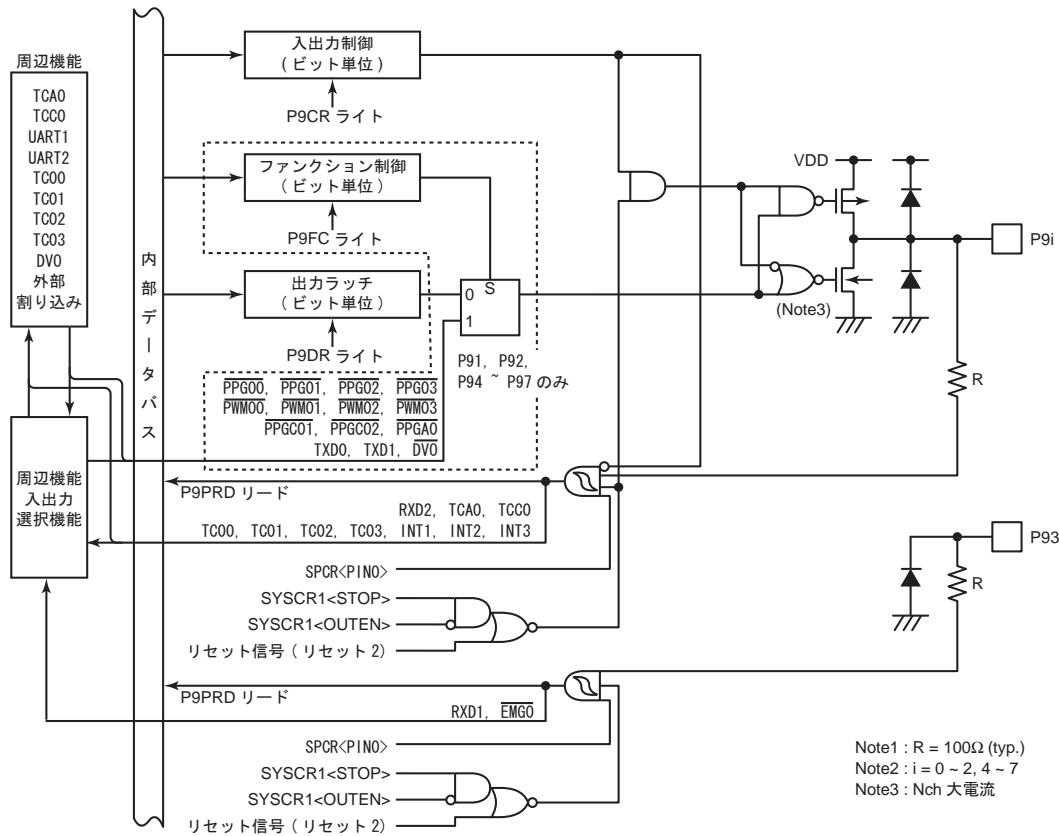 周辺機能
TCA0
TCC0
UART1
UART2
TC00
TC01
TC02
TC03
DVO
外部
割り込み
周辺機能
入出力
選択機能
内部データバス
入出力制御
(ビット単位)
P9CR ライト
ファンクション制御
(ビット単位)
P9FC ライト
出力ラッチ
(ビット単位)
P9DR ライト
0
S
1
P91, P92,
P94 ~ P97 のみ
PPG00, PPG01, PPG02, PPG03
PWM00, PWM01, PWM02, PWM03
PPGC01, PPGC02, PPGA0
TXD0, TXD1, DVO
VDD
P9i
(Note3)
R
P9PRD リード
RXD2, TCA0, TCC0
TC00, TC01, TC02, TC03, INT1, INT2, INT3
SPCR<PIN0>
SYSCR1<STOP>
SYSCR1<OUTEN>
リセット信号 (リセット 2)
P93
R
P9PRD リード
RXD1, EMG0
SPCR<PIN0>
SYSCR1<STOP>
SYSCR1<OUTEN>
リセット信号 (リセット 2)
Note1 : R = 100Ω (typ.)
Note2 : i = 0 ~ 2, 4 ~ 7
Note3 : Nch 大電流